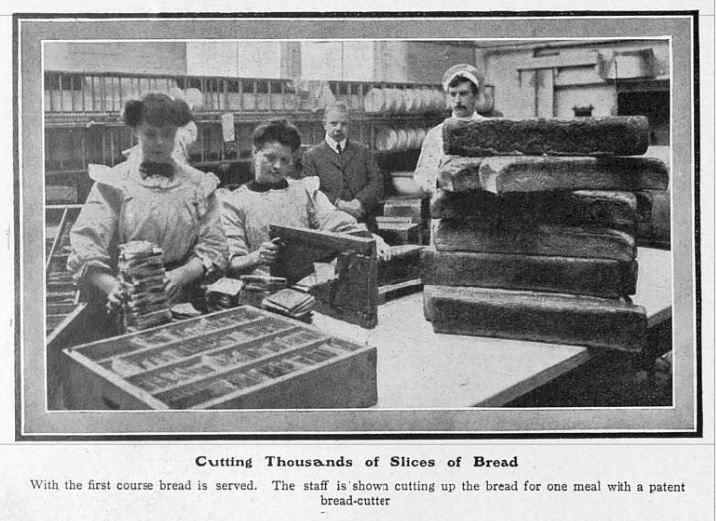 Cutting Thousands of Slices of Bread
With the first course bread is served. The staff is shown cutting up the bread for one meal with a patent
bread-cutter